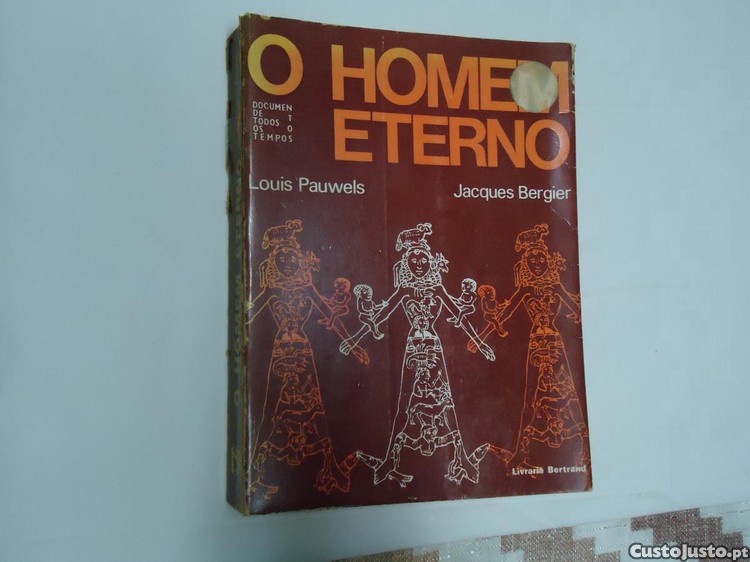 O HOMEM
ETERNO
DOCUMEN
DE T
TODOS O
OS
TEMPOS
Louis Pauwels
Jacques Bergier
Livraria Bertrand
CustoJusto.pt